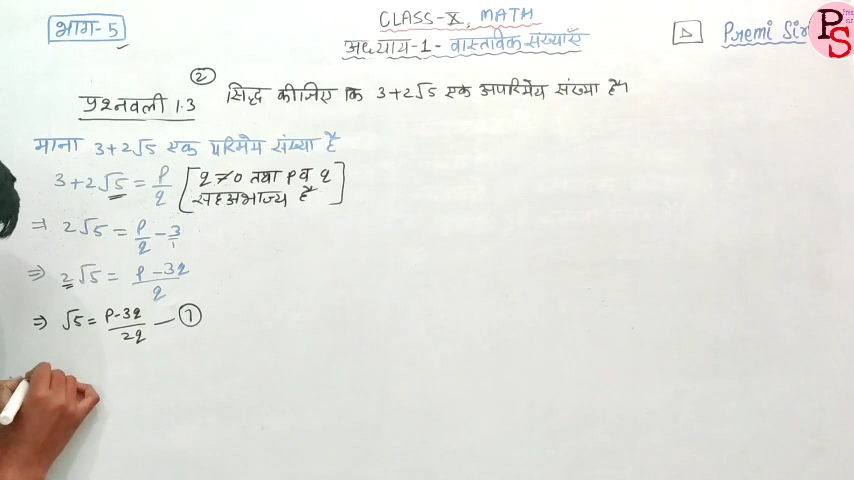 भाग-5
CLASS-X, MATH
अध्याय-1- वास्तविक संख्याएँ
Premi Sir
PS
प्रश्नवली 1.3
② सिद्ध कीजिए कि 3+2√5 एक अपरिमेय संख्या है।
माना 3+2√5 एक परिमेय संख्या है
3+2√5 = p/q [q≠0 तथा p व q सहअभाज्य है]
⇒ 2√5 = p/q - 3/1
⇒ 2√5 = p-3q/q
⇒ √5 = p-3q/2q — ①